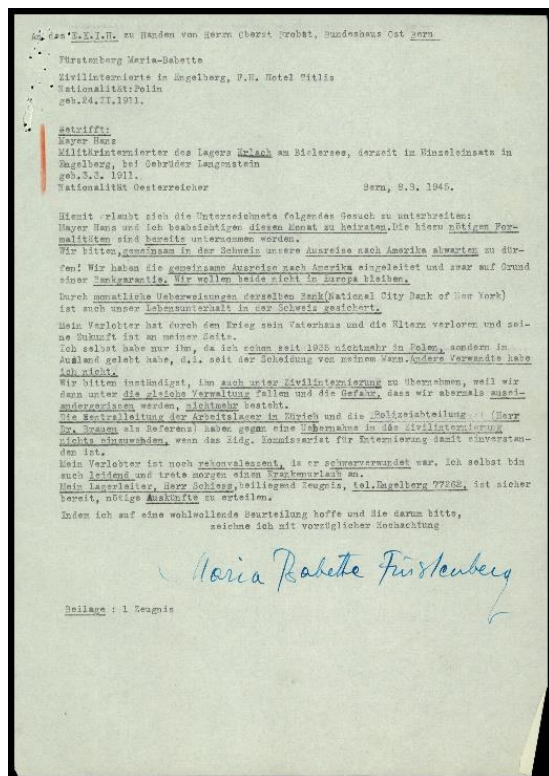 An das E.K.I.H. zu Handen von Herrn Oberst Probst, Bundeshaus Ost Bern
Fürstenberg Maria-Babette
Zivilinternierte in Engelberg, F.H. Hotel Titlis
Nationalität:Polin
geb.24.II.1911.
Betrifft:
Mayer Hans
Militärinternierter des Lagers Erlach am Bielersee, derzeit im Einzeleinsatz in
Engelberg, bei Gebrüder Langenstein
geb.3.3. 1911.
Nationalität Oesterreicher Bern, 8.3. 1945.
Hiemit erlaubt sich die Unterzeichnete folgendes Gesuch zu unterbreiten:
Mayer Hans und ich beabsichtigen diesen Monat zu heiraten.Die hiezu nötigen For-
malitäten sind bereits unternommen worden.
Wir bitten,gemeinsam in der Schweiz unsere Ausreise nach Amerika abwarten zu dür-
fen! Wir haben die gemeinsame Ausreise nach Amerika eingeleitet und zwar auf Grund
einer Bankgarantie. Wir wollen beide nicht in Europa bleiben.
Durch monatliche Ueberweisungen derselben Bank(National City Bank of New York)
ist auch unser Lebensunterhalt in der Schweiz gesichert.
Mein Verlobter hat durch den Krieg sein Vaterhaus und die Eltern verloren und sei-
ne Zukunft ist an meiner Seite.
Ich selbst habe nur ihn, da ich schon seit 1935 nichtmehr in Polen, sondern im
Ausland gelebt habe, d.i. seit der Scheidung von meinem Mann.Andere Verwandte habe
ich nicht.
Wir bitten inständigst, ihn auch unter Zivilinternierung zu übernehmen, weil wir
dann unter die gleiche Verwaltung fallen und die Gefahr, dass wir abermals ausei-
andergerissen werden, nichtmehr besteht.
Die Zentralleitung der Arbeitslager in Zürich und die Polizeiabteilung (Herr
Dr. Brauen als Referenz) haben gegen eine Uebernahme in das Zivilinternierung
nichts einzuwenden, wenn das Eidg. Kommissariat für Internierung damit einverstan-
den ist.
Mein Verlobter ist noch rekonvaleszent, da er schwerverwundet war. Ich selbst bin
auch leidend und trete morgen einen Krankenurlaub an.
Mein Lagerleiter, Herr Schiess,beiliegend Zeugnis, tel.Engelberg 77262, ist sicher
bereit, nötige Auskünfte zu erteilen.
Indem ich auf eine wohlwollende Beurteilung hoffe und Sie darum bitte,
zeichne ich mit vorzüglicher Hochachtung
Maria Babette Fürstenberg
Beilage : 1 Zeugnis